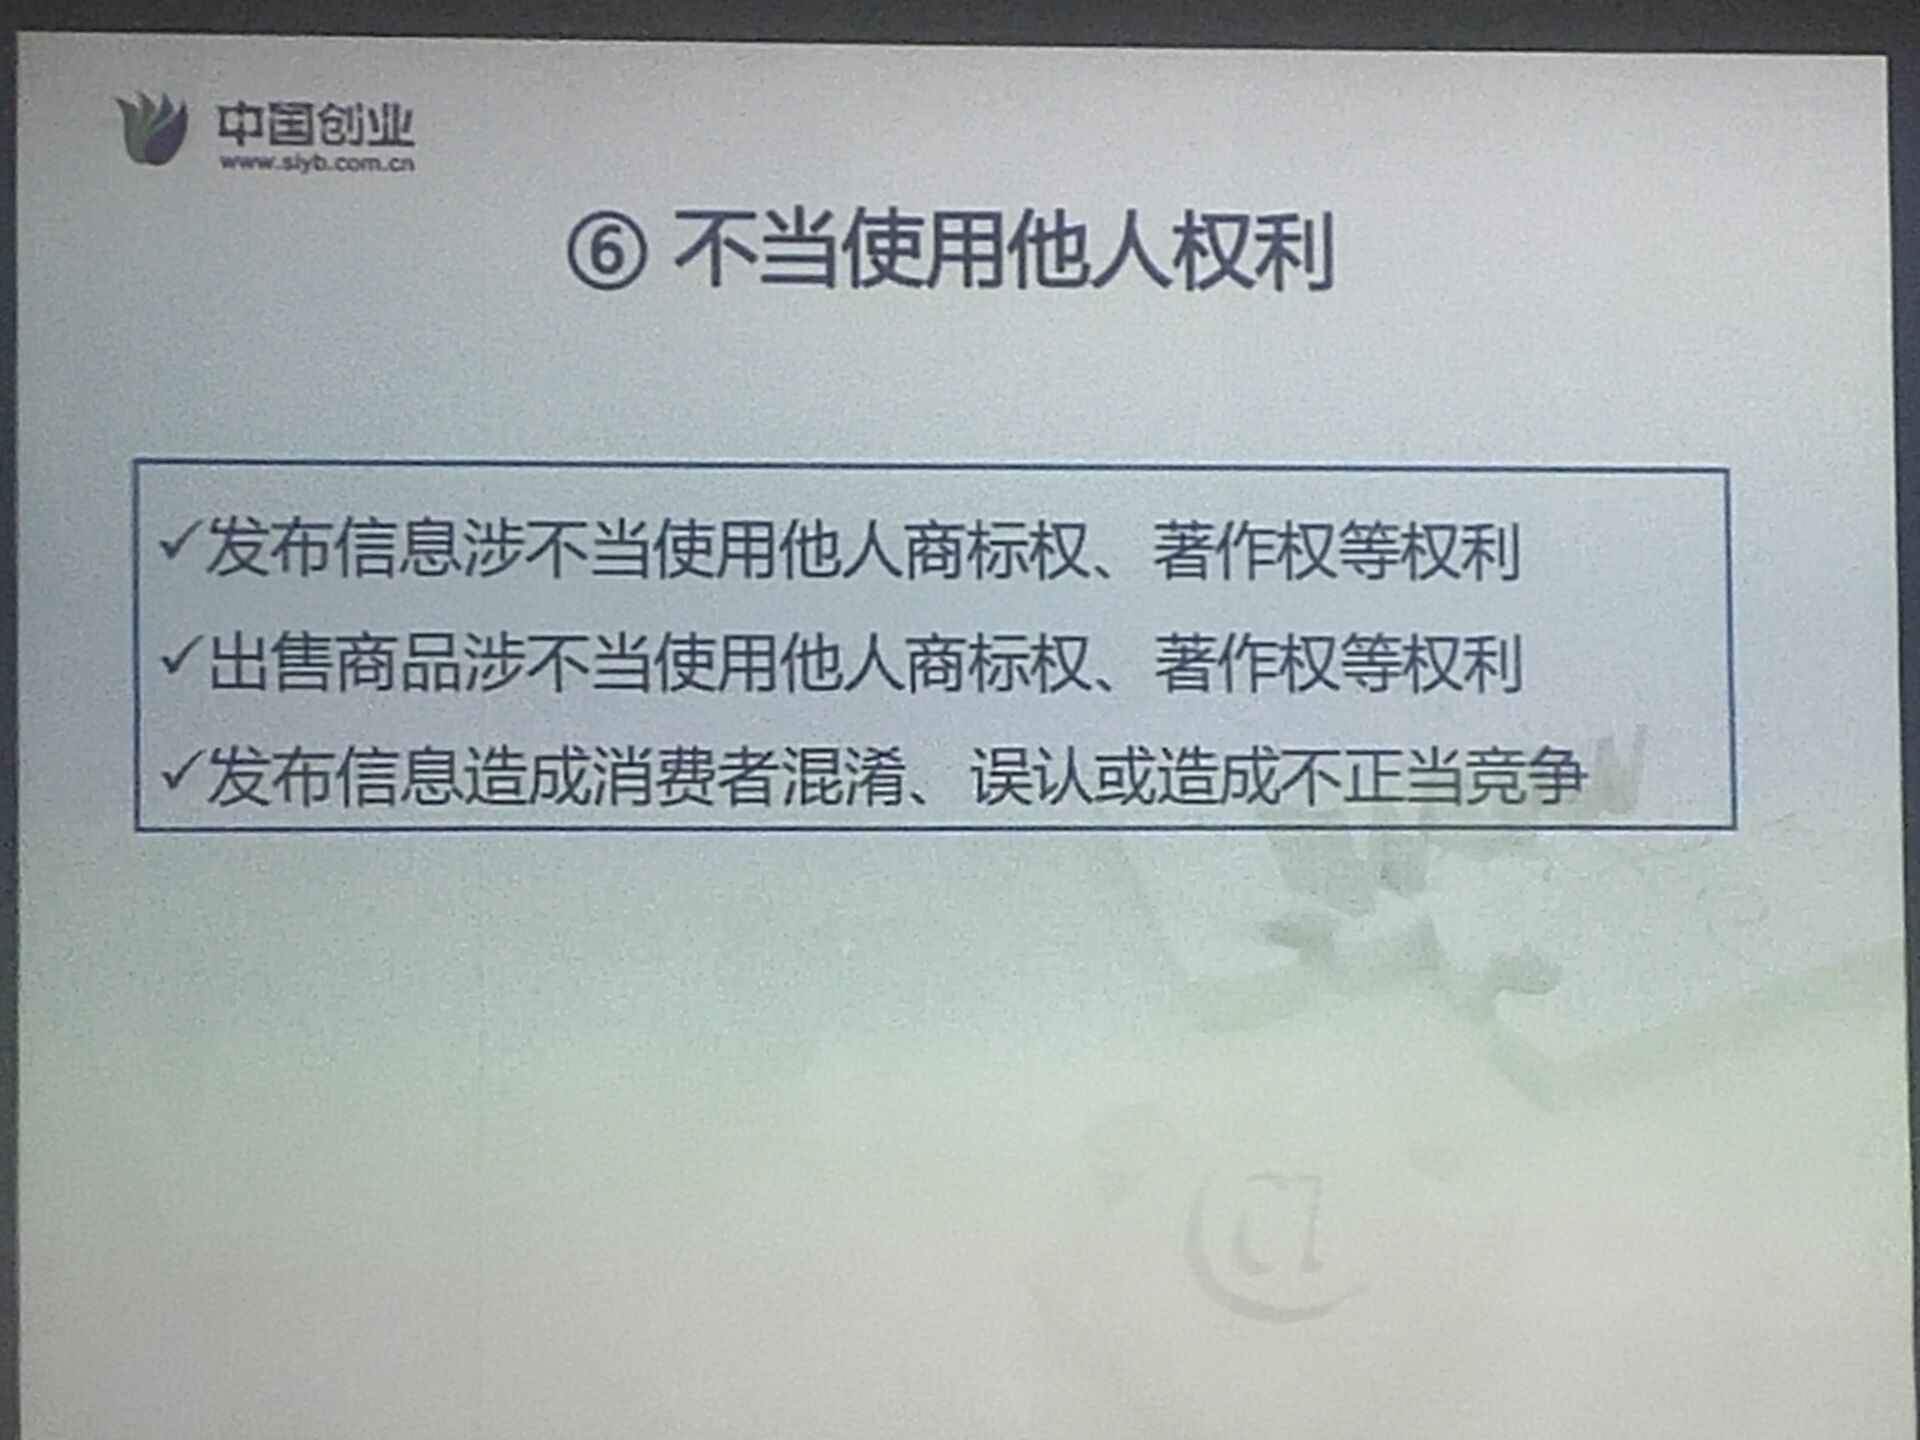 中国创业
www.siyb.com.cn
⑥ 不当使用他人权利
✓发布信息涉不当使用他人商标权、著作权等权利
✓出售商品涉不当使用他人商标权、著作权等权利
✓发布信息造成消费者混淆、误认或造成不正当竞争